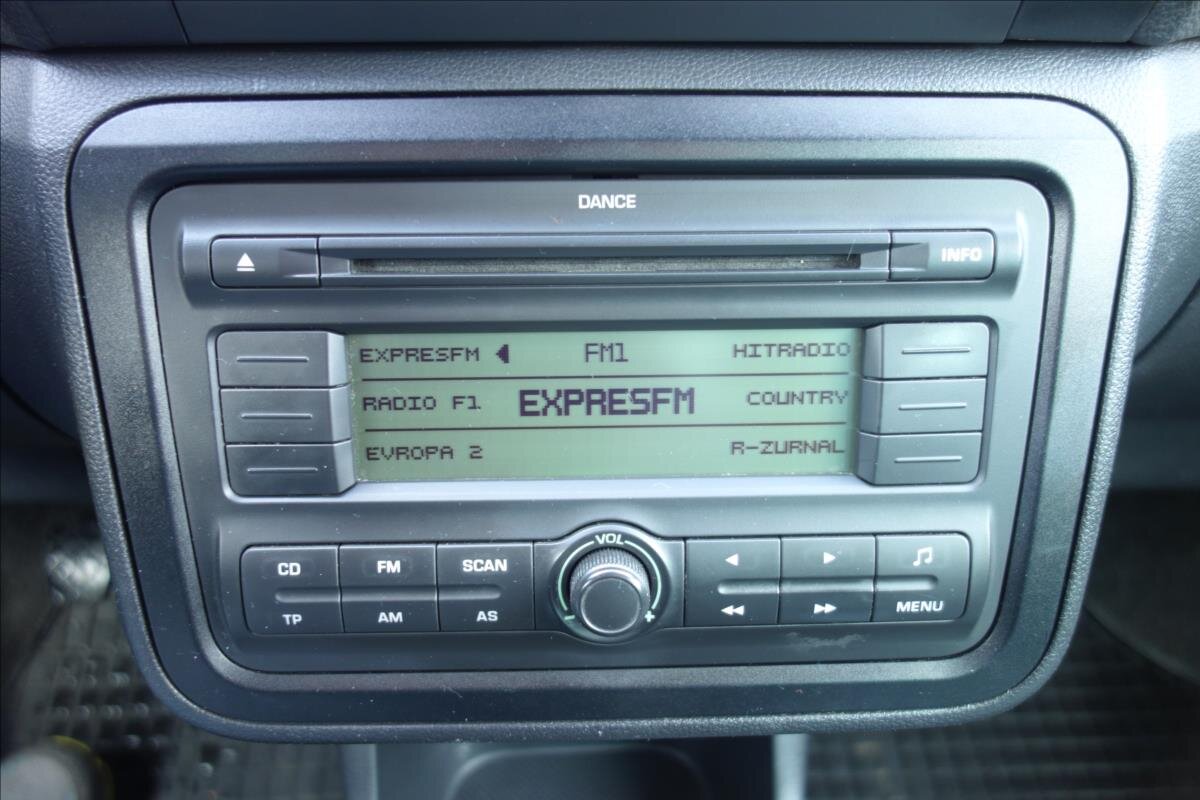 DANCE
INFO
EXPRESFM FM1 HITRADIO
RADIO F1 EXPRESFM COUNTRY
EVROPA 2 R-ZURNAL
VOL
CD FM SCAN
TP AM AS - + MENU